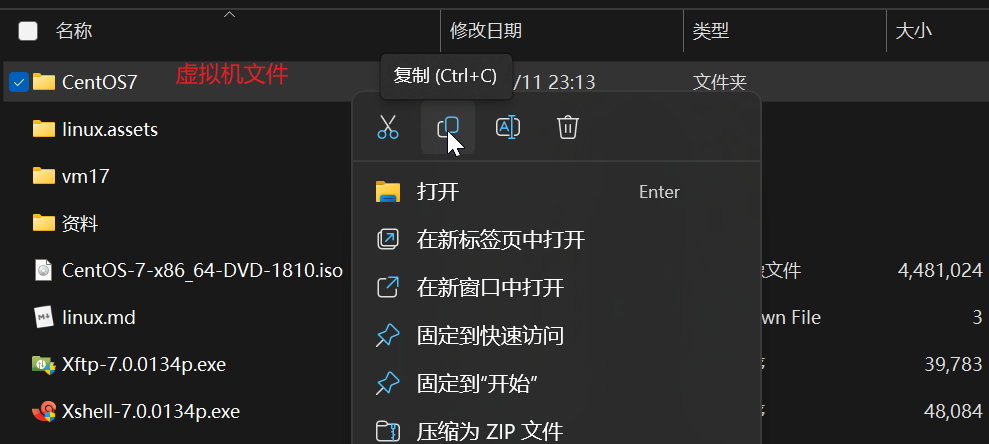 名称 修改日期 类型 大小
CentOS7 虚拟机文件 /11 23:13 文件夹
复制 (Ctrl+C)
linux.assets
vm17
打开 Enter
资料
在新标签页中打开
CentOS-7-x86_64-DVD-1810.iso 文件 4,481,024
在新窗口中打开
linux.md wn File 3
固定到快速访问
Xftp-7.0.0134p.exe 39,783
固定到"开始"
Xshell-7.0.0134p.exe 48,084
压缩为 ZIP 文件